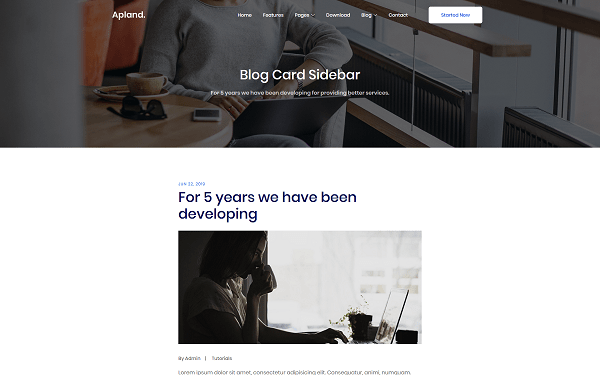 Apland.
Home Features Pages Download Blog Contact Started Now
Blog Card Sidebar
For 5 years we have been developing for providing better services.
JUN 22, 2019
For 5 years we have been
developing
By Admin | Tutorials
Lorem ipsum dolor sit amet, consectetur adipisicing elit. Consequatur, animi, numquam.